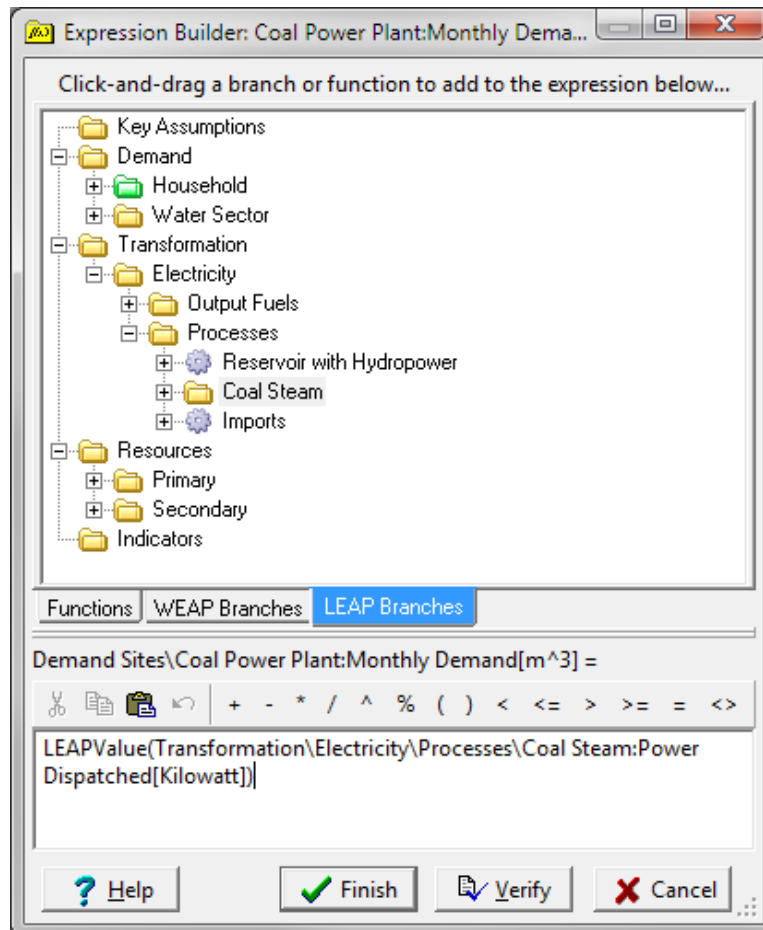 Expression Builder: Coal Power Plant:Monthly Dema...
Click-and-drag a branch or function to add to the expression below...
Key Assumptions
Demand
Household
Water Sector
Transformation
Electricity
Output Fuels
Processes
Reservoir with Hydropower
Coal Steam
Imports
Resources
Primary
Secondary
Indicators
Functions WEAP Branches LEAP Branches
Demand Sites\Coal Power Plant:Monthly Demand[m^3] =
+ - * / ^ % ( ) < <= > >= = <>
LEAPValue(Transformation\Electricity\Processes\Coal Steam:Power
Dispatched[Kilowatt])
Help Finish Verify Cancel